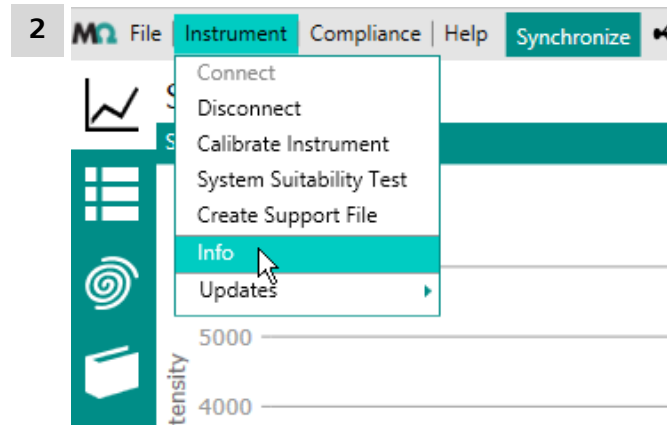 2
File Instrument Compliance Help Synchronize
Connect
Disconnect
Calibrate Instrument
System Suitability Test
Create Support File
Info
Updates
5000
4000